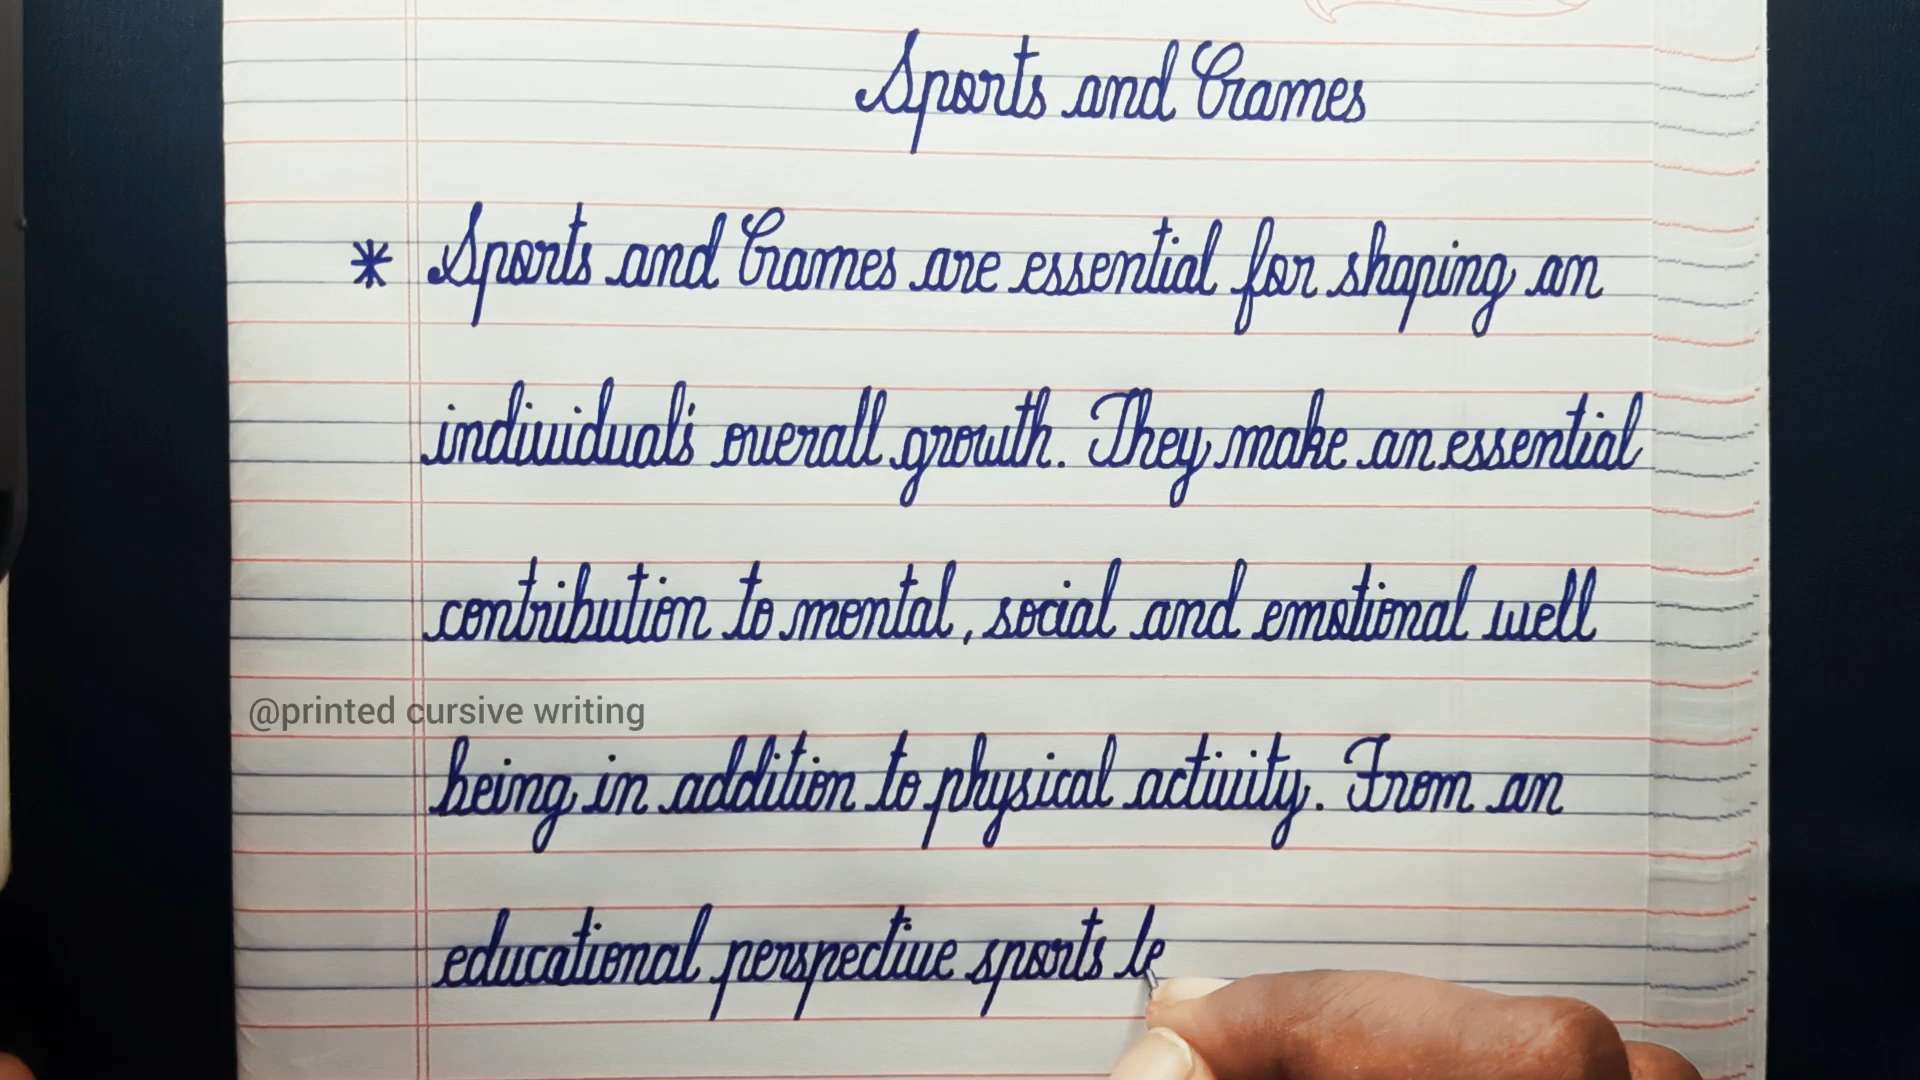 Sports and Games
* Sports and Games are essential for shaping an
individual's overall growth. They make an essential
contribution to mental, social and emotional well
@printed cursive writing
being in addition to physical activity. From an
educational perspective sports te